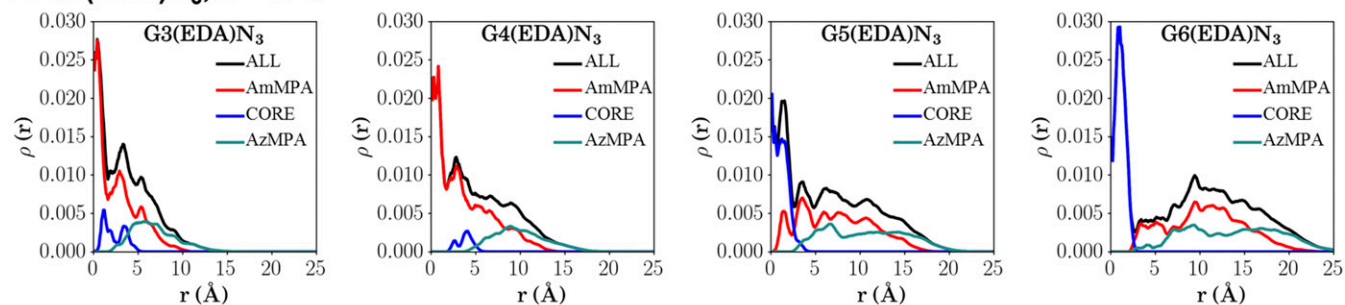 G3(EDA)N₃
ALL
AmMPA
CORE
AzMPA
ρ (r)
0.030
0.025
0.020
0.015
0.010
0.005
0.000
0 5 10 15 20 25
r (Å)
G4(EDA)N₃
ALL
AmMPA
CORE
AzMPA
ρ (r)
0.030
0.025
0.020
0.015
0.010
0.005
0.000
0 5 10 15 20 25
r (Å)
G5(EDA)N₃
ALL
AmMPA
CORE
AzMPA
ρ (r)
0.030
0.025
0.020
0.015
0.010
0.005
0.000
0 5 10 15 20 25
r (Å)
G6(EDA)N₃
ALL
AmMPA
CORE
AzMPA
ρ (r)
0.030
0.025
0.020
0.015
0.010
0.005
0.000
0 5 10 15 20 25
r (Å)